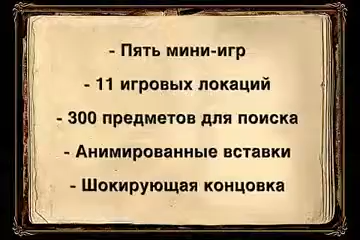 - Пять мини-игр
- 11 игровых локаций
- 300 предметов для поиска
- Анимированные вставки
- Шокирующая концовка